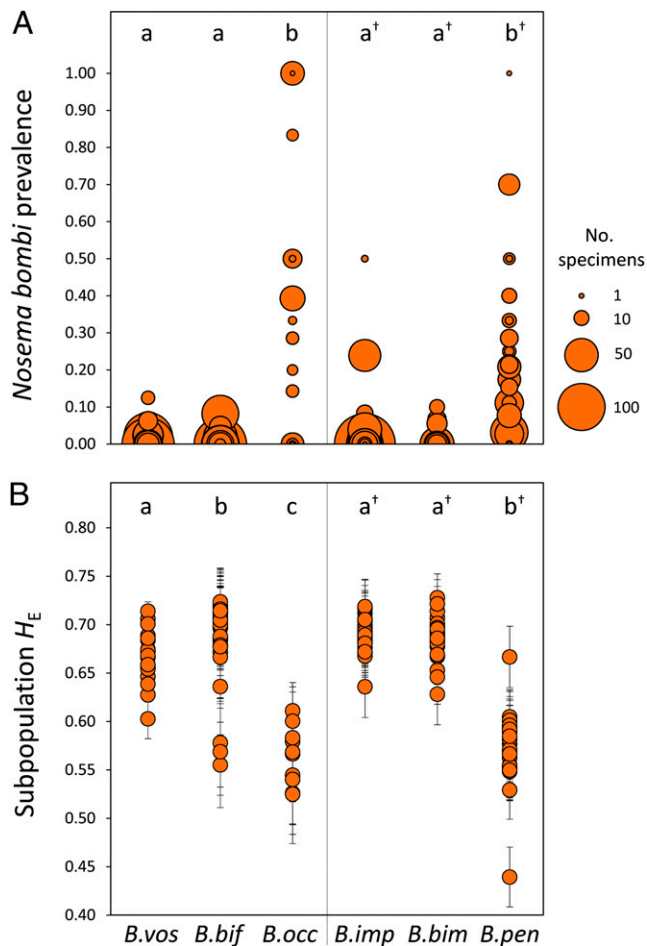 A
a a b a† a† b†
Nosema bombi prevalence
1.00
0.90
0.80
0.70
0.60
0.50
0.40
0.30
0.20
0.10
0.00
No.
specimens
1
10
50
100
B
a b c a† a† b†
Subpopulation HE
0.80
0.75
0.70
0.65
0.60
0.55
0.50
0.45
0.40
B.vos B.bif B.occ B.imp B.bim B.pen